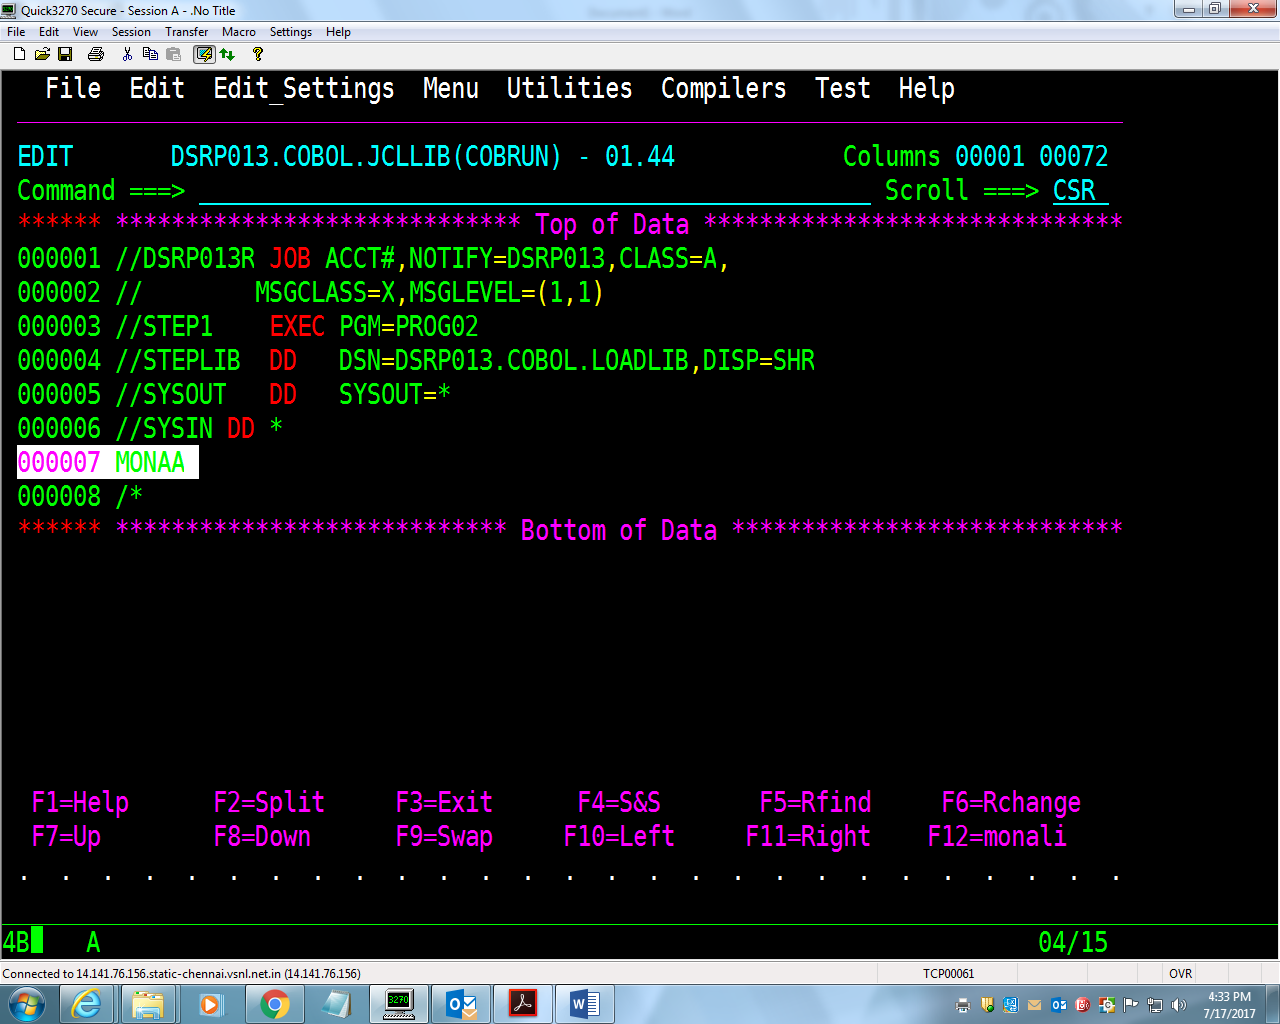 Quick3270 Secure - Session A - .No Title
File Edit View Session Transfer Macro Settings Help
File Edit Edit_Settings Menu Utilities Compilers Test Help
EDIT DSRP013.COBOL.JCLLIB(COBRUN) - 01.44 Columns 00001 00072
Command ===> Scroll ===> CSR
****** ***************************** Top of Data ******************************
000001 //DSRP013R JOB ACCT#,NOTIFY=DSRP013,CLASS=A,
000002 // MSGCLASS=X,MSGLEVEL=(1,1)
000003 //STEP1 EXEC PGM=PROG02
000004 //STEPLIB DD DSN=DSRP013.COBOL.LOADLIB,DISP=SHR
000005 //SYSOUT DD SYSOUT=*
000006 //SYSIN DD *
000007 MONAA
000008 /*
****** **************************** Bottom of Data ****************************
F1=Help F2=Split F3=Exit F4=S&S F5=Rfind F6=Rchange
F7=Up F8=Down F9=Swap F10=Left F11=Right F12=monali
. . . . . . . . . . . . . . . . . . . . . . . . . . .
4B A 04/15
Connected to 14.141.76.156.static-chennai.vsnl.net.in (14.141.76.156) TCP00061 OVR
3270
4:33 PM
7/17/2017